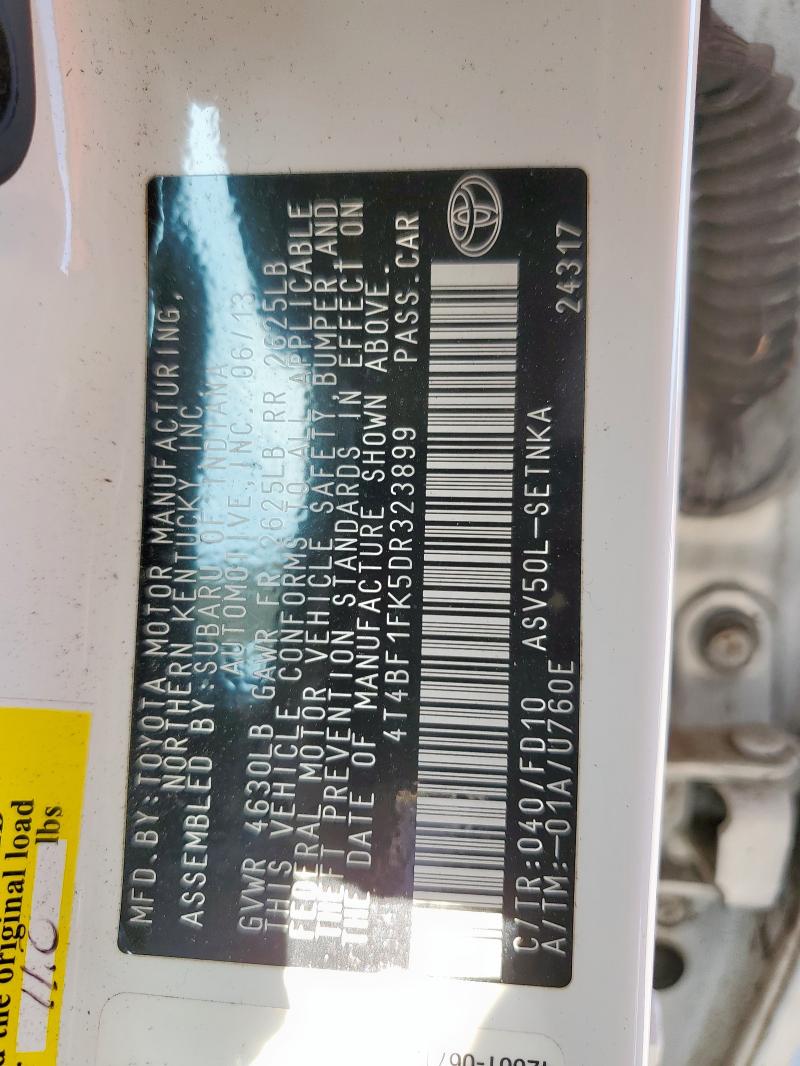 MFD.BY:TOYOTA MOTOR MANUFACTURING,
NORTHERN KENTUCKY INC
ASSEMBLED BY:SUBARU OF INDIANA
AUTOMOTIVE,INC. 06/13
GVWR 4630LB GAWR FR 2625LB RR 2625LB
THIS VEHICLE CONFORMS TO ALL APPLICABLE
FEDERAL MOTOR VEHICLE SAFETY,BUMPER,AND
THEFT PREVENTION STANDARDS IN EFFECT ON
THE DATE OF MANUFACTURE SHOWN ABOVE.
4T4BF1FK5DR323899 PASS.CAR
C/TR:040/FD10 ASV50L-SETNKA
A/TM:-01A/U760E 24317
the original load
lbs